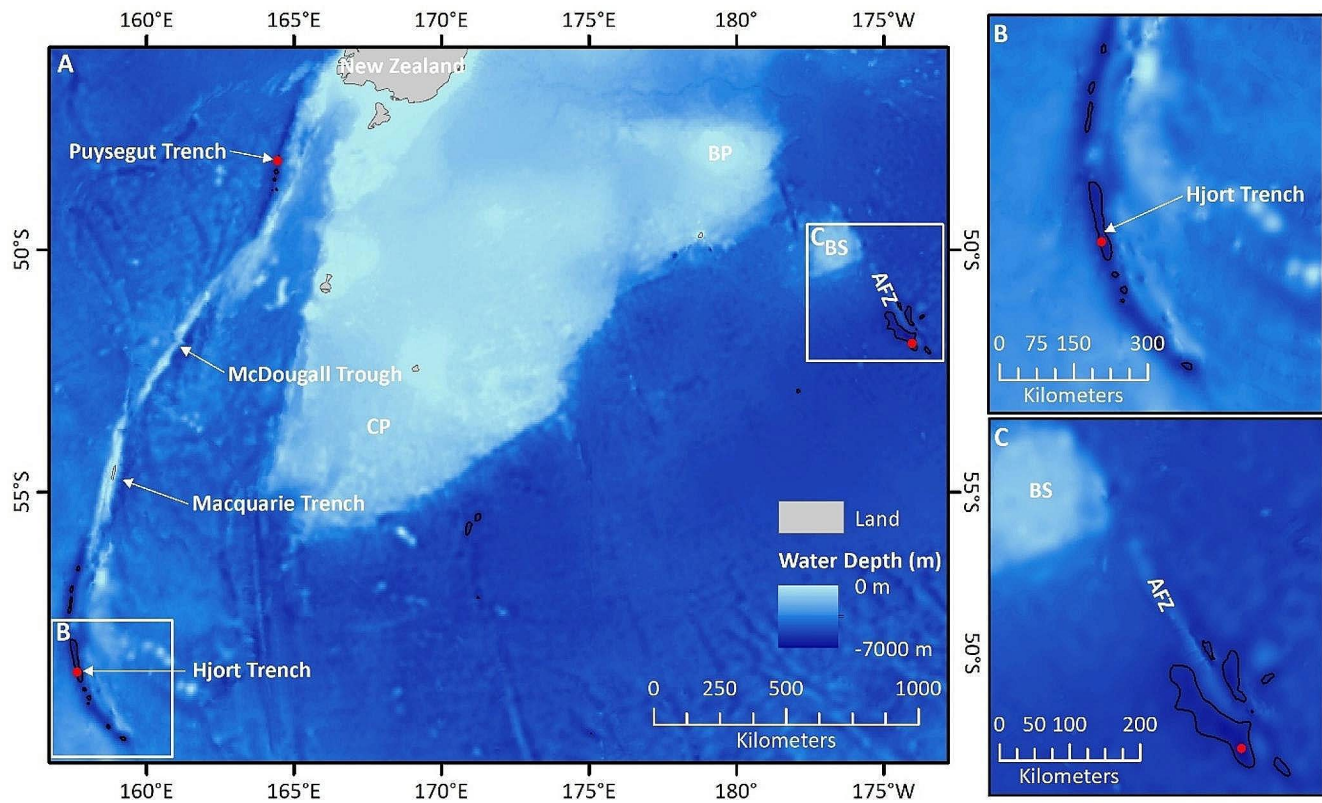 160°E 165°E 170°E 175°E 180° 175°W
A
New Zealand
Puysegut Trench
BP
50°S
C
BS
AFZ
McDougall Trough
CP
Macquarie Trench
55°S
Land
Water Depth (m)
0 m
-7000 m
B
Hjort Trench
0 250 500 1000
Kilometers
160°E 165°E 170°E 175°E 180° 175°W
50°S
55°S
50°S
B
Hjort Trench
0 75 150 300
Kilometers
C
BS
AFZ
0 50 100 200
Kilometers